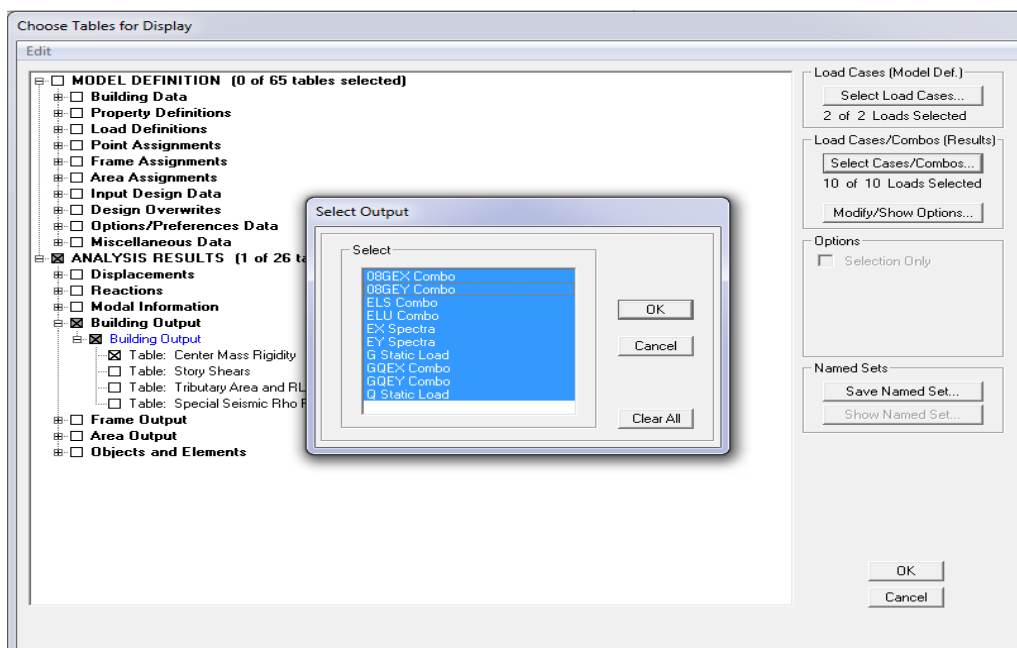 Choose Tables for Display
Edit
MODEL DEFINITION (0 of 65 tables selected)
Building Data
Property Definitions
Load Definitions
Point Assignments
Frame Assignments
Area Assignments
Input Design Data
Design Overwrites
Options/Preferences Data
Miscellaneous Data
ANALYSIS RESULTS (1 of 26 ta
Displacements
Reactions
Modal Information
Building Output
Building Output
Table: Center Mass Rigidity
Table: Story Shears
Table: Tributary Area and RL
Table: Special Seismic Rho F
Frame Output
Area Output
Objects and Elements
Select Output
Select
08GEX Combo
08GEY Combo
ELS Combo
ELU Combo
EX Spectra
EY Spectra
G Static Load
GQEX Combo
GQEY Combo
Q Static Load
OK
Cancel
Clear All
Load Cases (Model Def.)
Select Load Cases...
2 of 2 Loads Selected
Load Cases/Combos (Results)
Select Cases/Combos...
10 of 10 Loads Selected
Modify/Show Options...
Options
Selection Only
Named Sets
Save Named Set...
Show Named Set...
OK
Cancel